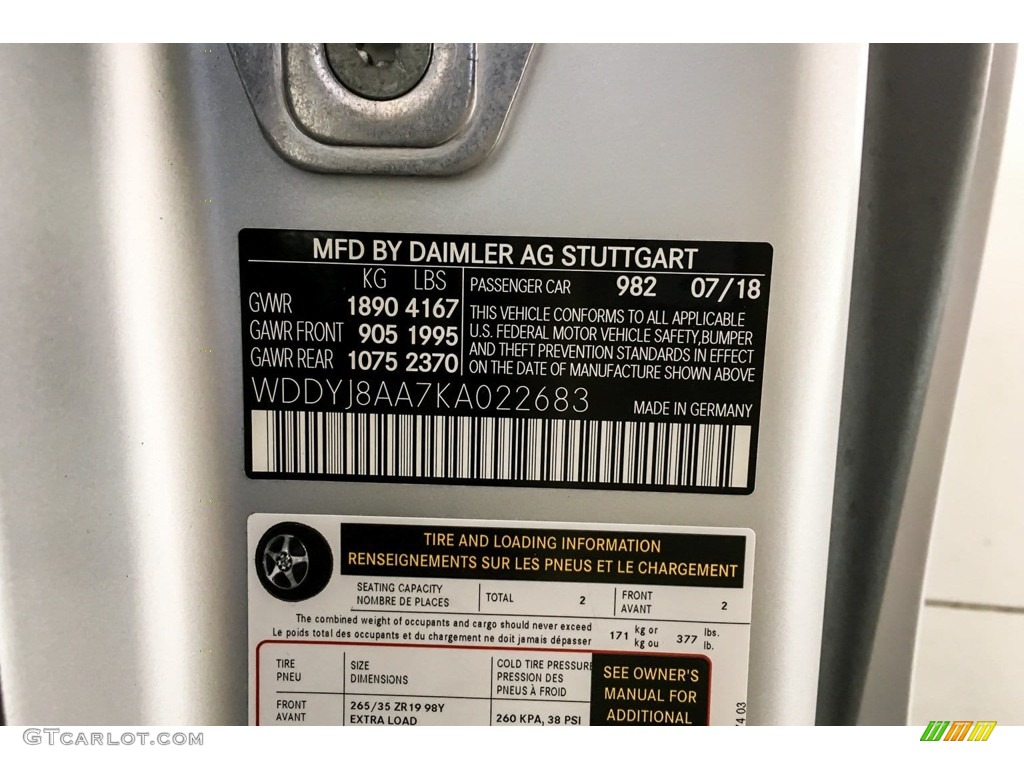 MFD BY DAIMLER AG STUTTGART
KG LBS
GVWR 1890 4167
GAWR FRONT 905 1995
GAWR REAR 1075 2370
PASSENGER CAR 982 07/18
THIS VEHICLE CONFORMS TO ALL APPLICABLE
U.S. FEDERAL MOTOR VEHICLE SAFETY,BUMPER
AND THEFT PREVENTION STANDARDS IN EFFECT
ON THE DATE OF MANUFACTURE SHOWN ABOVE
WDDYJ8AA7KA022683
MADE IN GERMANY
TIRE AND LOADING INFORMATION
RENSEIGNEMENTS SUR LES PNEUS ET LE CHARGEMENT
SEATING CAPACITY
NOMBRE DE PLACES
TOTAL 2
FRONT
AVANT
2
The combined weight of occupants and cargo should never exceed
Le poids total des occupants et du chargement ne doit jamais dépasser
171 kg or
kg ou
377 lbs.
lb.
TIRE
PNEU
SIZE
DIMENSIONS
COLD TIRE PRESSURE
PRESSION DES
PNEUS À FROID
SEE OWNER'S
MANUAL FOR
ADDITIONAL
FRONT
AVANT
265/35 ZR19 98Y
EXTRA LOAD
260 KPA, 38 PSI
GTCARLOT.COM